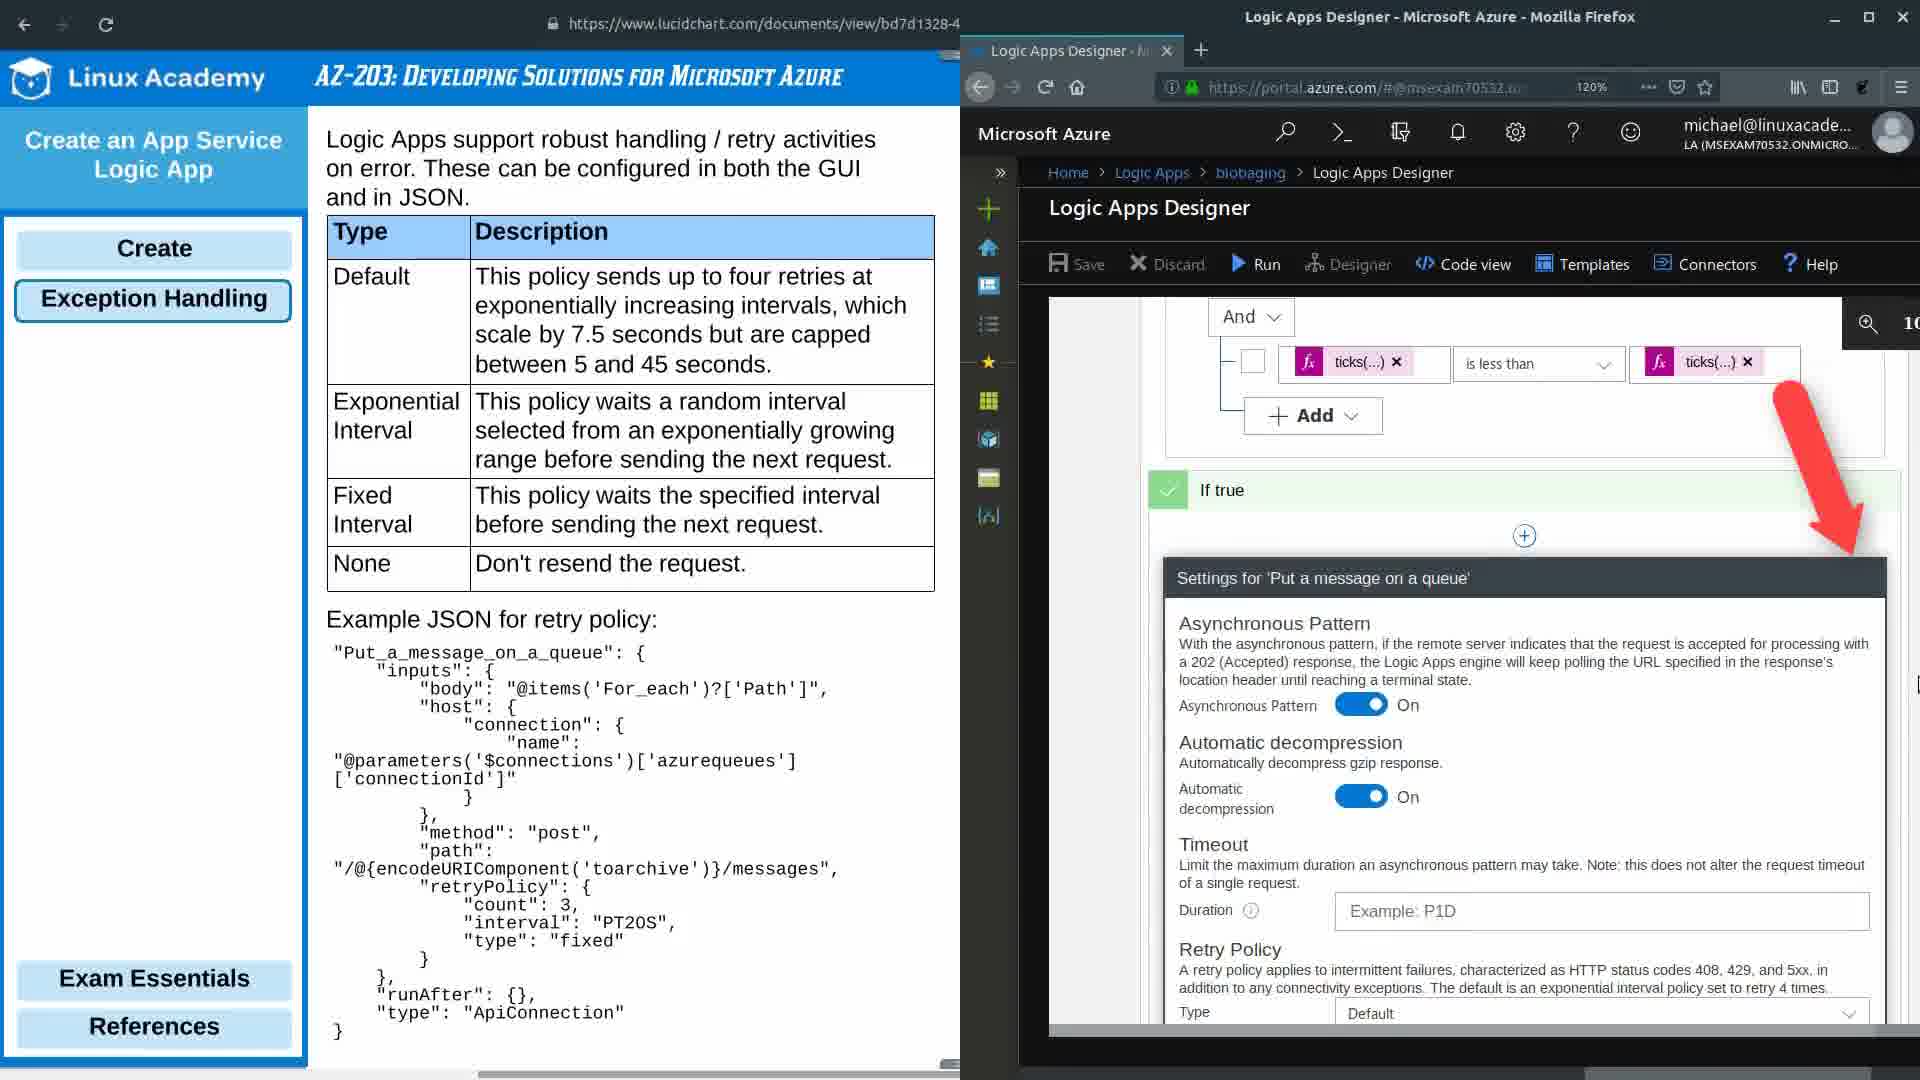 https://www.lucidchart.com/documents/view/bd7d1328-4
Linux Academy
AZ-203: Developing Solutions for Microsoft Azure
Create an App Service
Logic App
Create
Exception Handling
Exam Essentials
References
Logic Apps support robust handling / retry activities
on error. These can be configured in both the GUI
and in JSON.
Type Description
Default This policy sends up to four retries at
exponentially increasing intervals, which
scale by 7.5 seconds but are capped
between 5 and 45 seconds.
Exponential This policy waits a random interval
Interval selected from an exponentially growing
range before sending the next request.
Fixed This policy waits the specified interval
Interval before sending the next request.
None Don't resend the request.
Example JSON for retry policy:
"Put_a_message_on_a_queue": {
"inputs": {
"body": "@items('For_each')?['Path']",
"host": {
"connection": {
"name":
"@parameters('$connections')['azurequeues']
['connectionId']"
}
},
"method": "post",
"path":
"/@{encodeURIComponent('toarchive')}/messages",
"retryPolicy": {
"count": 3,
"interval": "PT20S",
"type": "fixed"
}
},
"runAfter": {},
"type": "ApiConnection"
}
Logic Apps Designer - Microsoft Azure - Mozilla Firefox
Logic Apps Designer - M
https://portal.azure.com/#@msexam70532.o
120%
Microsoft Azure
michael@linuxacade...
LA (MSEXAM70532.ONMICRO...
Home > Logic Apps > biobaging > Logic Apps Designer
Logic Apps Designer
Save Discard Run Designer Code view Templates Connectors Help
And
10
fx ticks(...) is less than fx ticks(...)
Add
If true
Settings for 'Put a message on a queue'
Asynchronous Pattern
With the asynchronous pattern, if the remote server indicates that the request is accepted for processing with
a 202 (Accepted) response, the Logic Apps engine will keep polling the URL specified in the response's
location header until reaching a terminal state.
Asynchronous Pattern On
Automatic decompression
Automatically decompress gzip response.
Automatic
decompression On
Timeout
Limit the maximum duration an asynchronous pattern may take. Note: this does not alter the request timeout
of a single request.
Duration Example: P1D
Retry Policy
A retry policy applies to intermittent failures, characterized as HTTP status codes 408, 429, and 5xx, in
addition to any connectivity exceptions. The default is an exponential interval policy set to retry 4 times.
Type Default